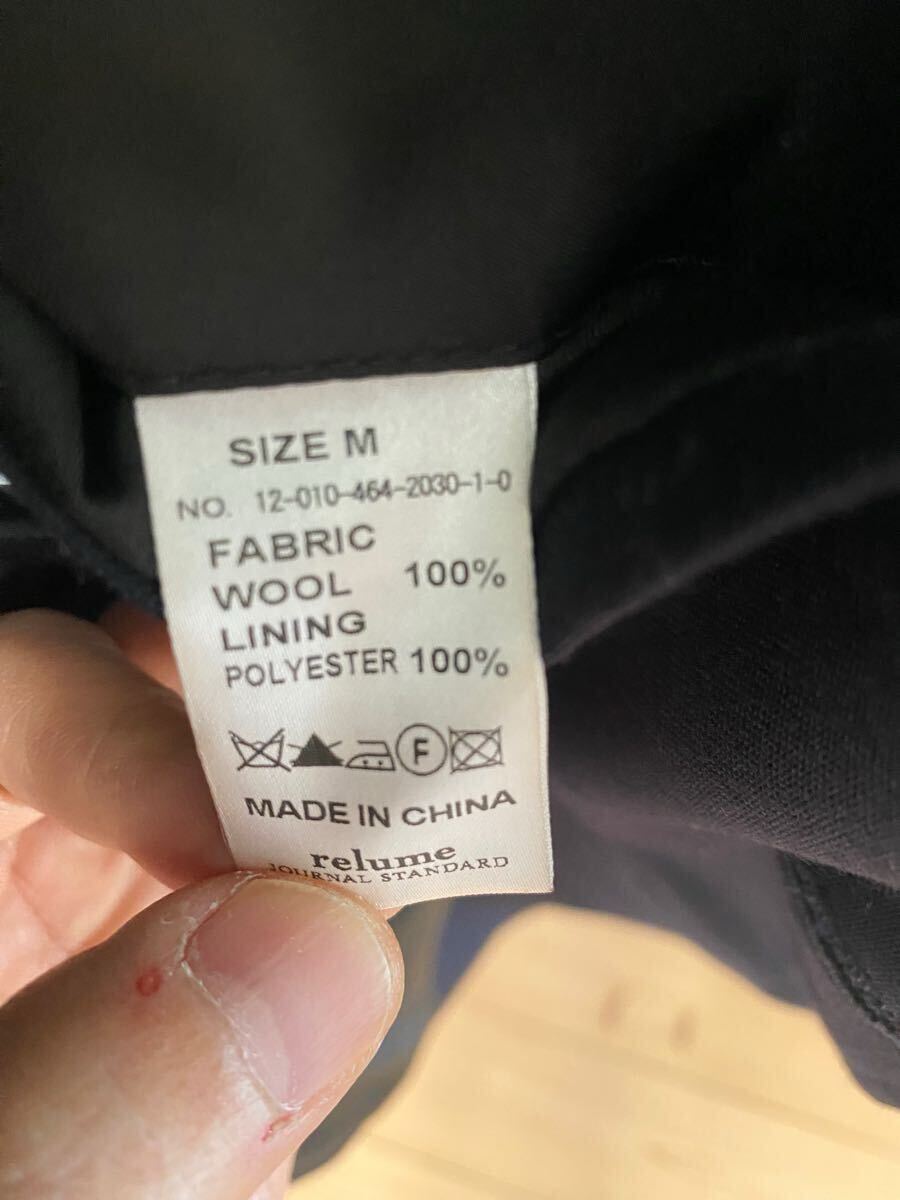 SIZE M
NO. 12-010-464-2030-1-0
FABRIC
WOOL 100%
LINING
POLYESTER 100%
F
MADE IN CHINA
relume
JOURNAL STANDARD